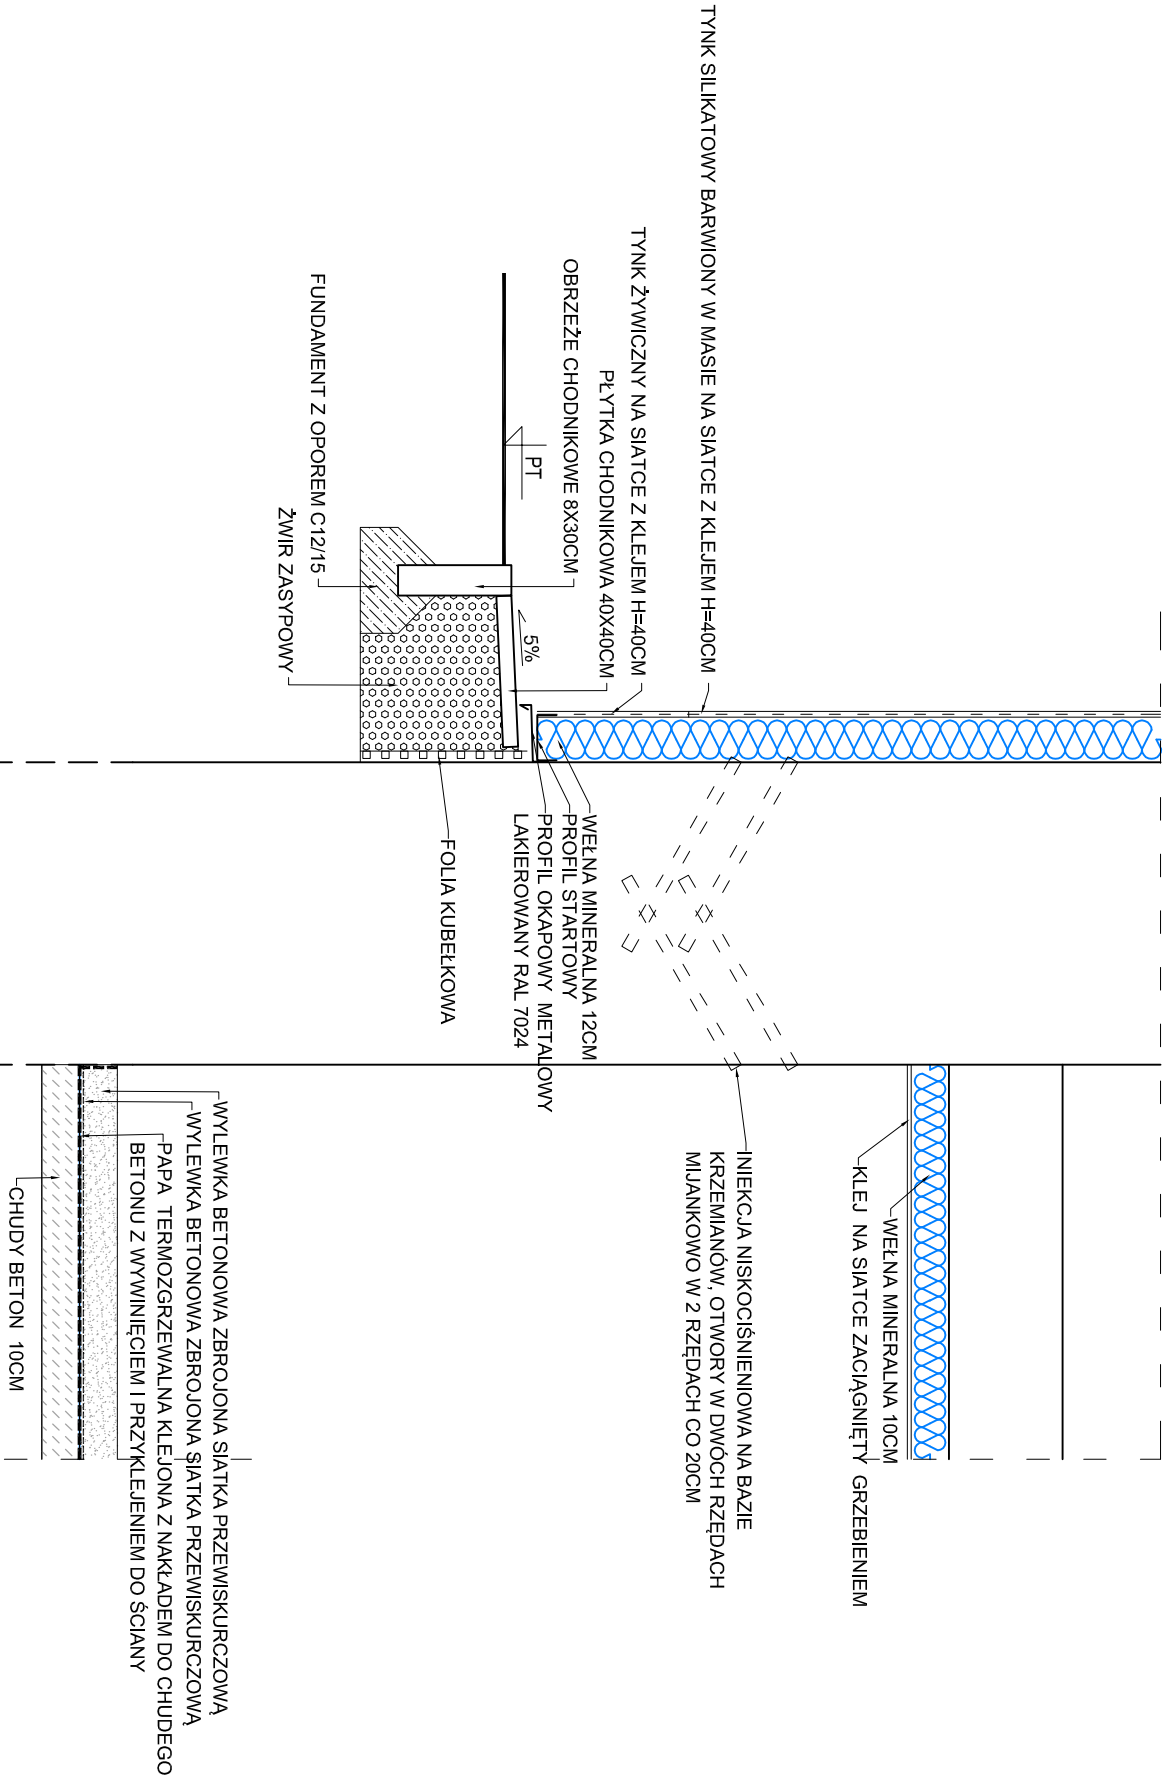 TYNK SILIKATOWY BARWIONY W MASIE NA SIATCE Z KLEJEM H=40CM
TYNK ŻYWICZNY NA SIATCE Z KLEJEM H=40CM
PŁYTKA CHODNIKOWA 40X40CM
OBRZEŻE CHODNIKOWE 8X30CM
PT
5%
FUNDAMENT Z OPOREM C12/15
ŻWIR ZASYPOWY
WEŁNA MINERALNA 12CM
PROFIL STARTOWY
PROFIL OKAPOWY METALOWY
LAKIEROWANY RAL 7024
FOLIA KUBEŁKOWA
WEŁNA MINERALNA 10CM
KLEJ NA SIATCE ZACIĄGNIĘTY GRZEBIENIEM
INIEKCJA NISKOCIŚNIENIOWA NA BAZIE
KRZEMIANÓW, OTWORY W DWÓCH RZĘDACH
MIJANKOWO W 2 RZĘDACH CO 20CM
WYLEWKA BETONOWA ZBROJONA SIATKA PRZEWISKURCZOWĄ
WYLEWKA BETONOWA ZBROJONA SIATKA PRZEWISKURCZOWĄ
PAPA TERMOZGRZEWALNA KLEJONA Z NAKŁADEM DO CHUDEGO
BETONU Z WYWINIĘCIEM I PRZYKLEJENIEM DO ŚCIANY
CHUDY BETON 10CM